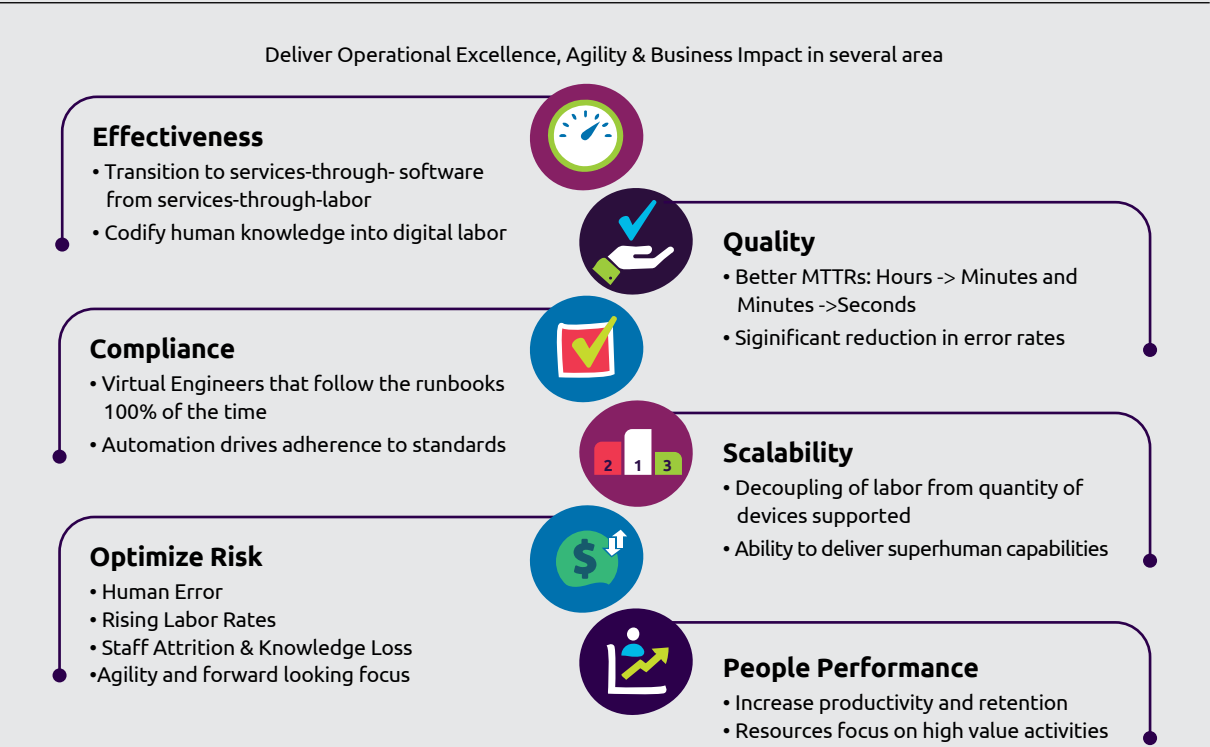 Deliver Operational Excellence, Agility & Business Impact in several area
Effectiveness
• Transition to services-through- software
from services-through-labor
• Codify human knowledge into digital labor
Quality
• Better MTTRs: Hours -> Minutes and
Minutes ->Seconds
• Siginificant reduction in error rates
Compliance
• Virtual Engineers that follow the runbooks
100% of the time
• Automation drives adherence to standards
2 1 3
Scalability
• Decoupling of labor from quantity of
devices supported
• Ability to deliver superhuman capabilities
$
Optimize Risk
• Human Error
• Rising Labor Rates
• Staff Attrition & Knowledge Loss
•Agility and forward looking focus
People Performance
• Increase productivity and retention
• Resources focus on high value activities